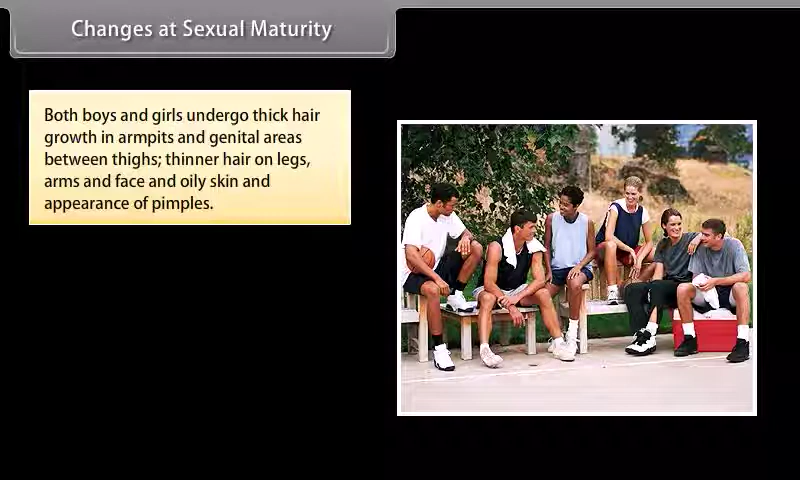 Changes at Sexual Maturity
Both boys and girls undergo thick hair
growth in armpits and genital areas
between thighs; thinner hair on legs,
arms and face and oily skin and
appearance of pimples.